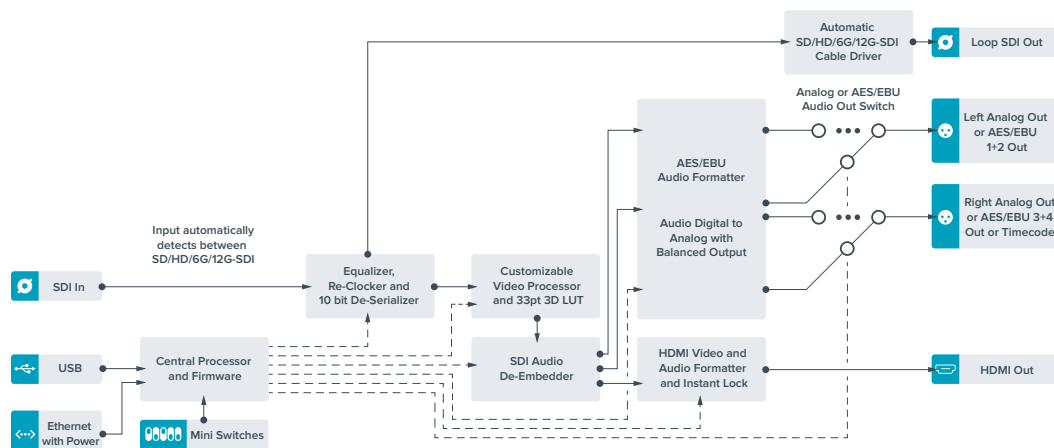 Automatic
SD/HD/6G/12G-SDI
Cable Driver
Loop SDI Out
Analog or AES/EBU
Audio Out Switch
Left Analog Out
or AES/EBU
1+2 Out
AES/EBU
Audio Formatter
Audio Digital to
Analog with
Balanced Output
Right Analog Out
or AES/EBU 3+4
Out or Timecode
Input automatically
detects between
SD/HD/6G/12G-SDI
SDI In
Equalizer,
Re-Clocker and
10 bit De-Serializer
Customizable
Video Processor
and 33pt 3D LUT
USB
Central Processor
and Firmware
SDI Audio
De-Embedder
HDMI Video and
Audio Formatter
and Instant Lock
HDMI Out
Ethernet
with Power
Mini Switches